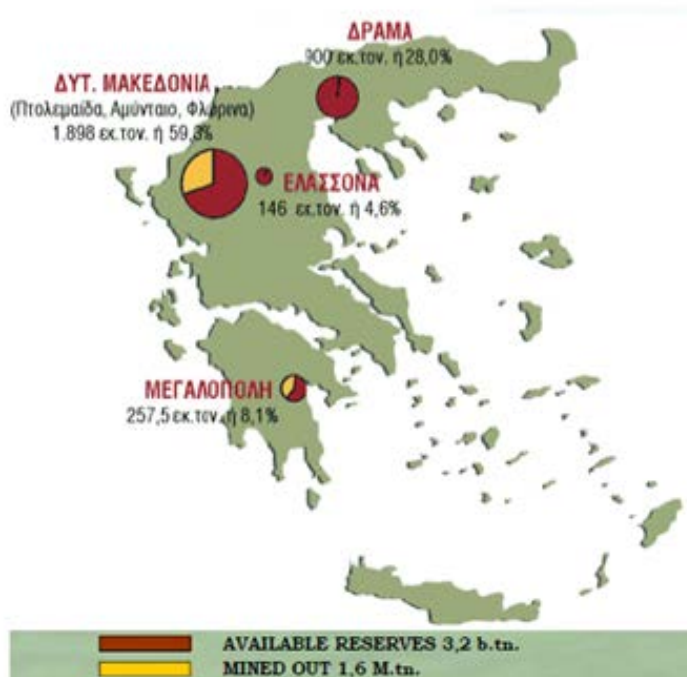 ΔΡΑΜΑ
900 εκ.τον. ή 28,0%
ΔΥΤ. ΜΑΚΕΔΟΝΙΑ
(Πτολεμαίδα, Αμύνταιο, Φλώρινα)
1.898 εκ.τον. ή 59,3%
ΕΛΑΣΣΟΝΑ
146 εκ.τον. ή 4,6%
ΜΕΓΑΛΟΠΟΛΗ
257,5 εκ.τον. ή 8,1%
AVAILABLE RESERVES 3,2 b.tn.
MINED OUT 1,6 M.tn.